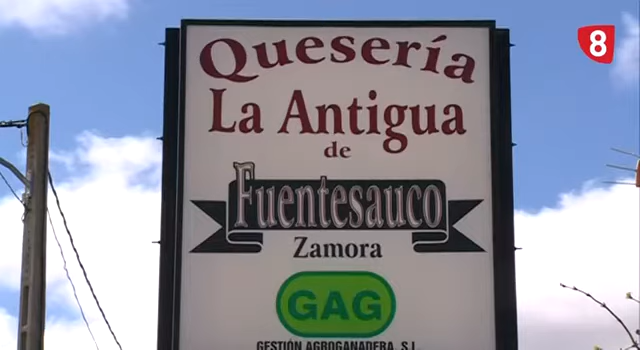 8
Quesería
La Antigua
de
Fuentesauco
Zamora
GAG
GESTIÓN AGROGANADERA, S.L.